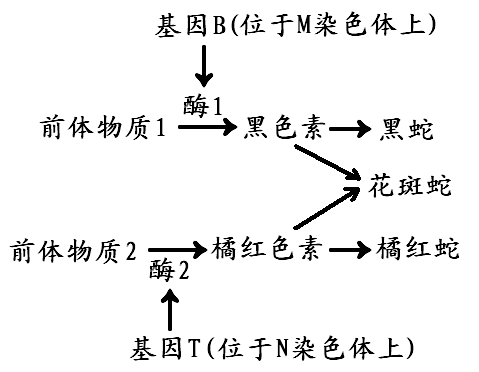 基因B(位于M染色体上)
酶1
前体物质1 黑色素 黑蛇
花斑蛇
前体物质2 橘红色素 橘红蛇
酶2
基因T(位于N染色体上)